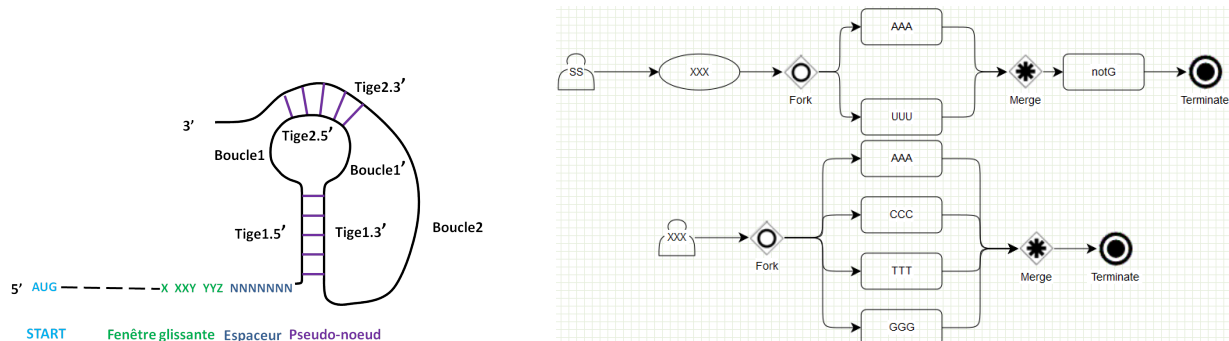 Tige2.3’
3’
Tige2.5’
Boucle1
Boucle1’
Tige1.5’
Tige1.3’
Boucle2
5’ AUG X XXY YYZ NNNNNNN
START Fenêtre glissante Espaceur Pseudo-noeud
AAA
SS
XXX
notG
Fork
Merge
Terminate
UUU
AAA
CCC
XXX
Fork
Merge
Terminate
TTT
GGG